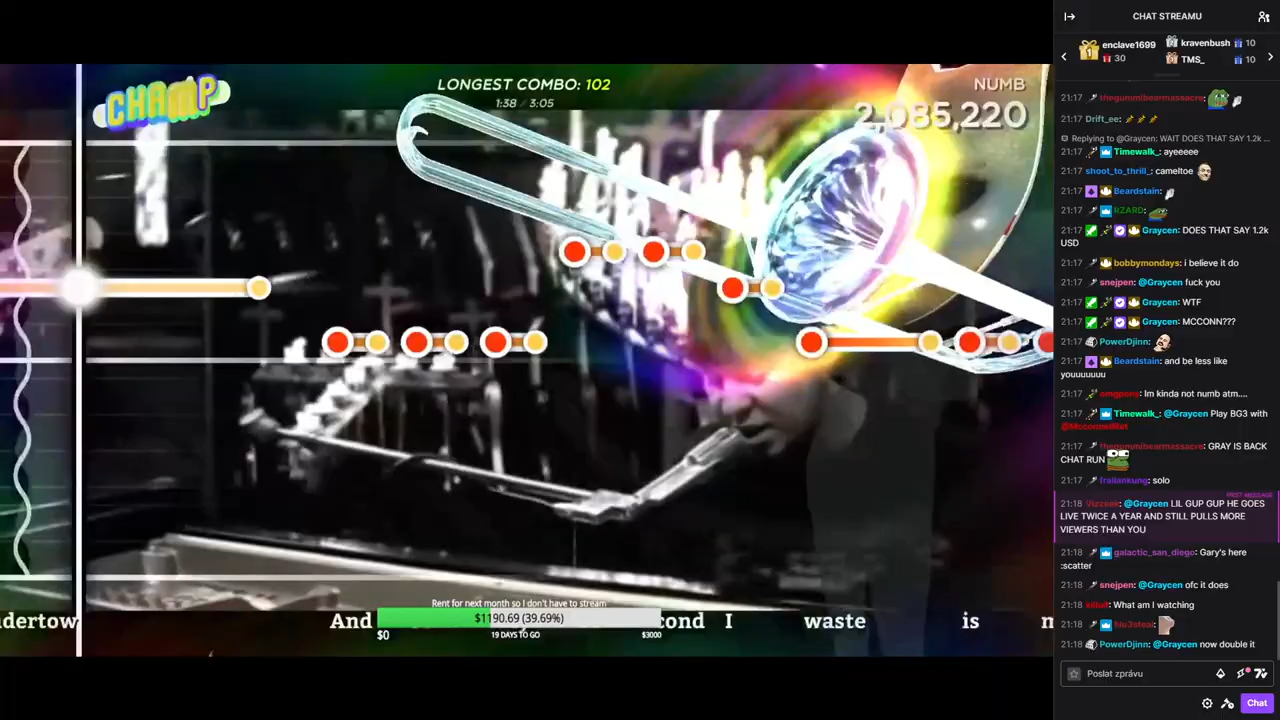 CHAMP
LONGEST COMBO: 102
1:38 / 3:05
NUMB
2,085,220
ndertow
And
cond I
waste
is
Rent for next month so I don't have to stream
$1190.69 (39.69%)
$0
19 DAYS TO GO
$3000
CHAT STREAMU
enclave1699
30
kravenbush
10
TMS_
10
21:17 thegummibearmassacre:
21:17 Drift_ee:
Replying to @Graycen: WAIT DOES THAT SAY 1.2k ...
21:17 Timewalk_: ayeeeee
21:17 shoot_to_thrill_: cameltoe
21:17 Beardstain:
21:17 RZARD:
21:17 Graycen: DOES THAT SAY 1.2k
USD
21:17 bobbymondays: i believe it do
21:17 snejpen: @Graycen fuck you
21:17 Graycen: WTF
21:17 Graycen: MCCONN???
21:17 PowerDjinn:
21:17 Beardstain: and be less like
youuuuuuu
21:17 omgpony: Im kinda not numb atm....
21:17 Timewalk_: @Graycen Play BG3 with
@McconnellRet
21:17 thegummibearmassacre: GRAY IS BACK
CHAT RUN
21:17 frailankung: solo
FIRST MESSAGE
21:18 @Graycen LIL GUP GUP HE GOES
LIVE TWICE A YEAR AND STILL PULLS MORE
VIEWERS THAN YOU
21:18 galactic_san_diego: Gary's here
:scatter
21:18 snejpen: @Graycen ofc it does
21:18 What am I watching
21:18
21:18 PowerDjinn: @Graycen now double it
Poslat zprávu
Chat